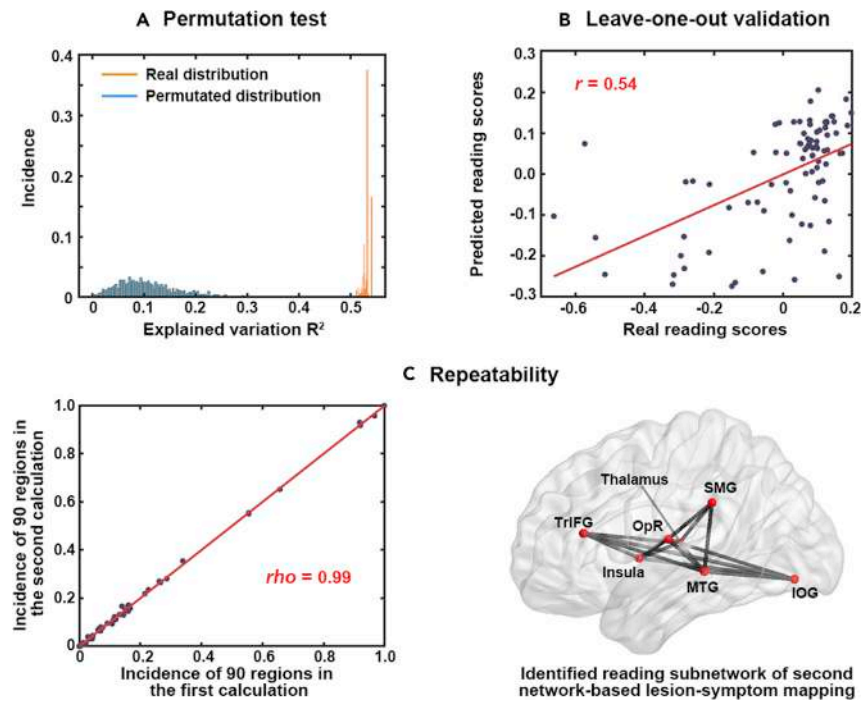 A Permutation test
0.4
0.3
0.2
0.1
0
Incidence
Real distribution
Permutated distribution
0 0.1 0.2 0.3 0.4 0.5
Explained variation R²
B Leave-one-out validation
0.3
0.2
0.1
0.0
-0.1
-0.2
-0.3
Predicted reading scores
r = 0.54
-0.6 -0.4 -0.2 0 0.2
Real reading scores
C Repeatability
1.0
0.8
0.6
0.4
0.2
0
Incidence of 90 regions in
the second calculation
rho = 0.99
0 0.2 0.4 0.6 0.8 1.0
Incidence of 90 regions in
the first calculation
Thalamus
SMG
TrIFG
OpR
Insula
MTG
IOG
Identified reading subnetwork of second
network-based lesion-symptom mapping